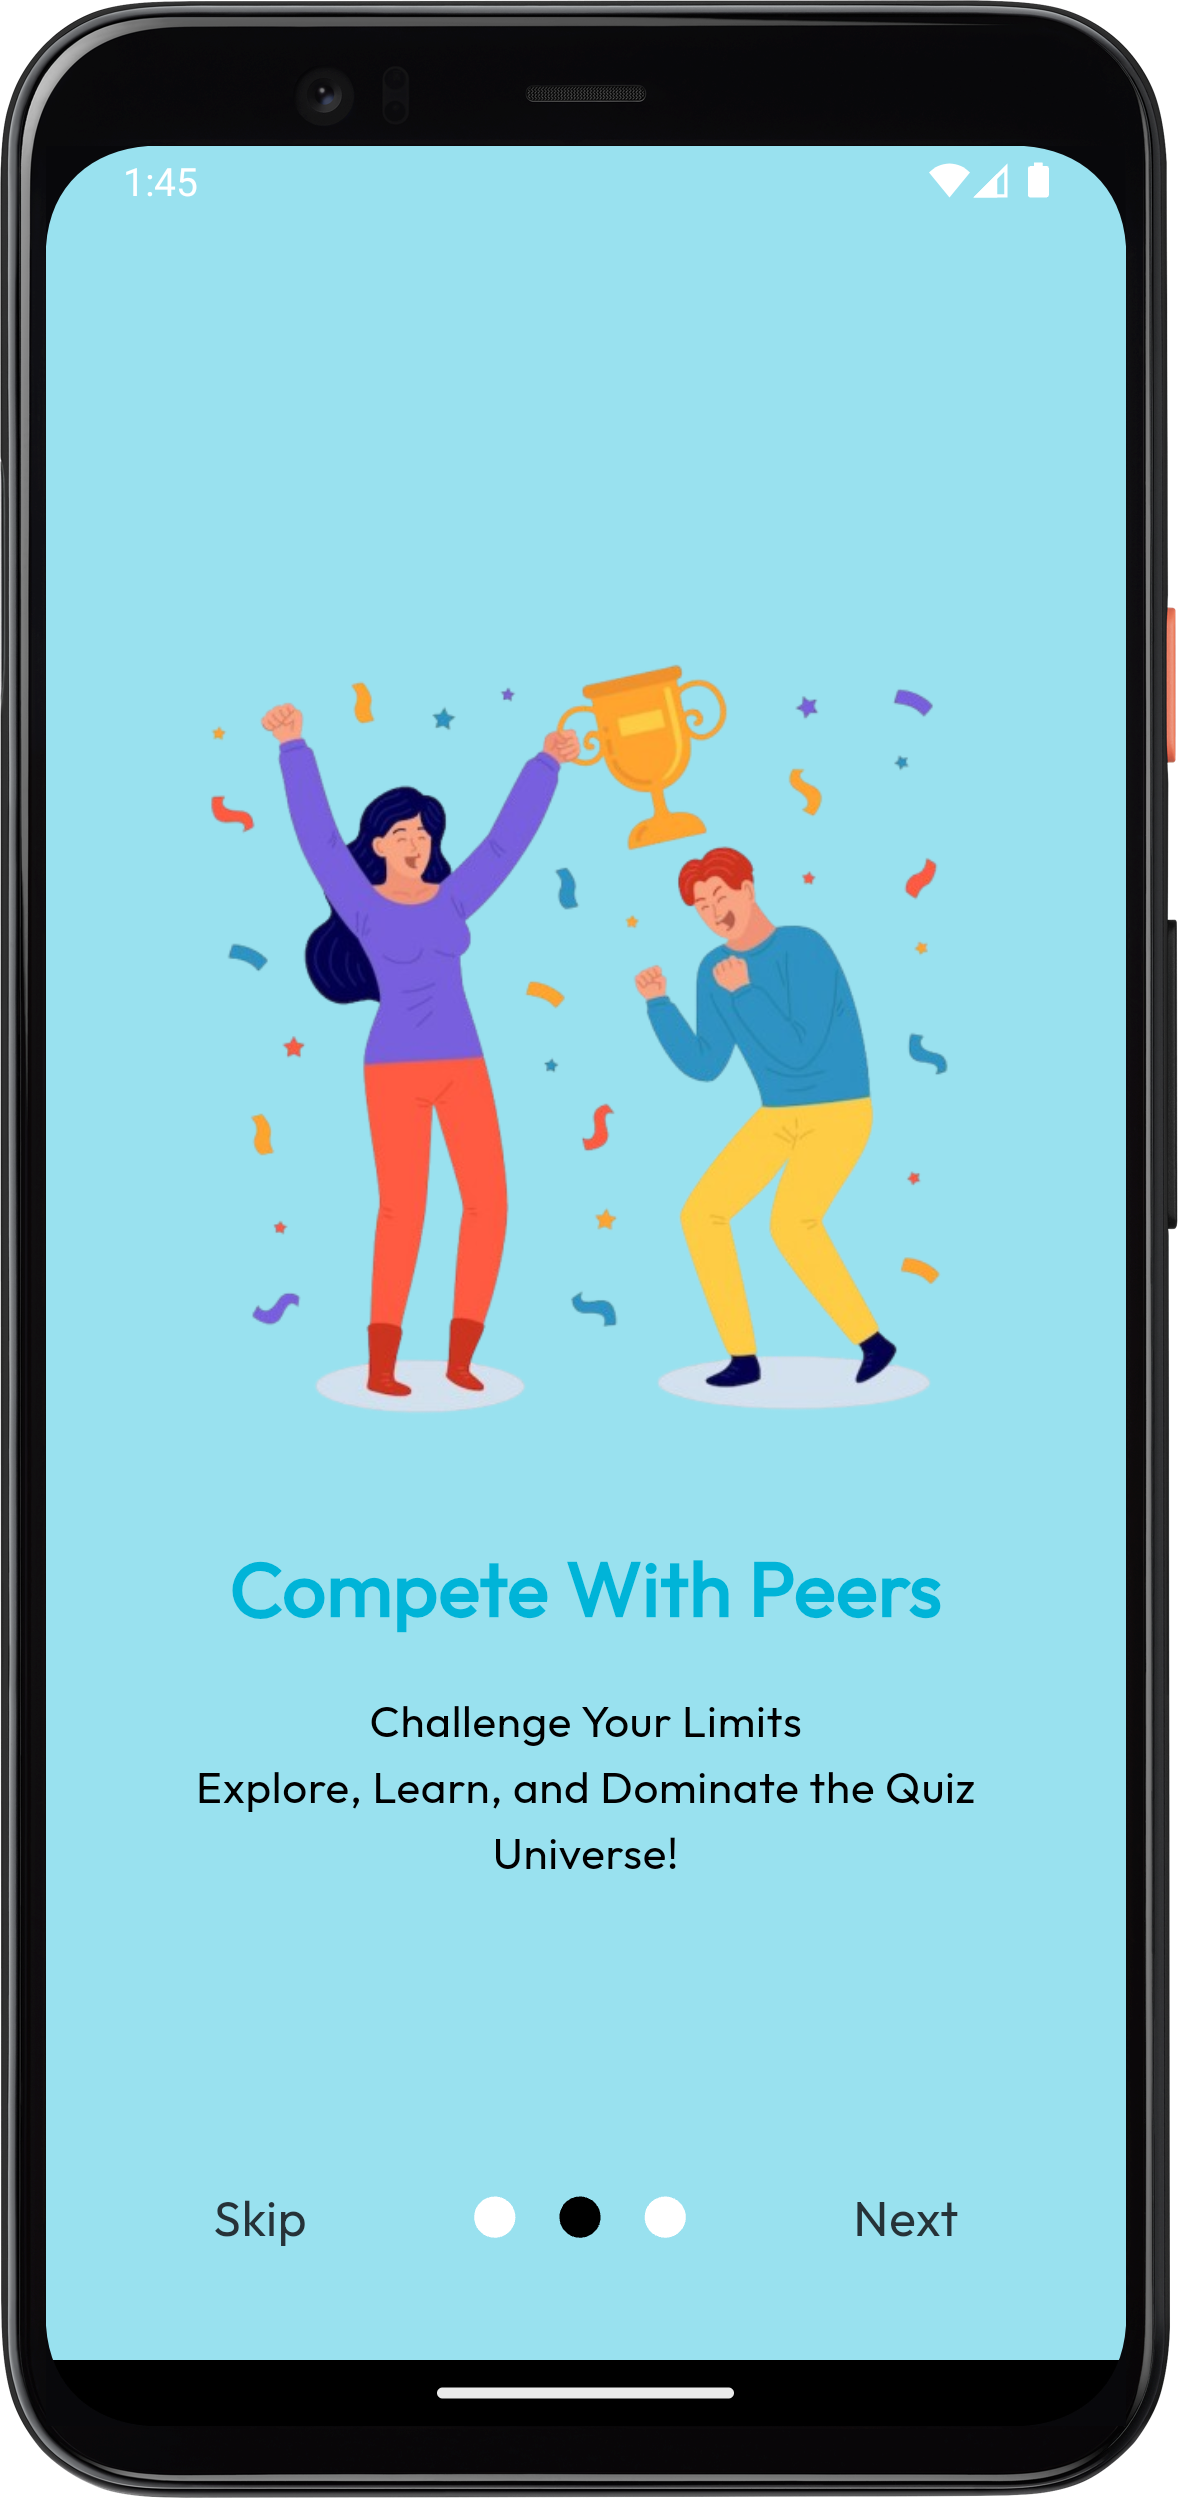 1:45
Compete With Peers
Challenge Your Limits
Explore, Learn, and Dominate the Quiz
Universe!
Skip
Next